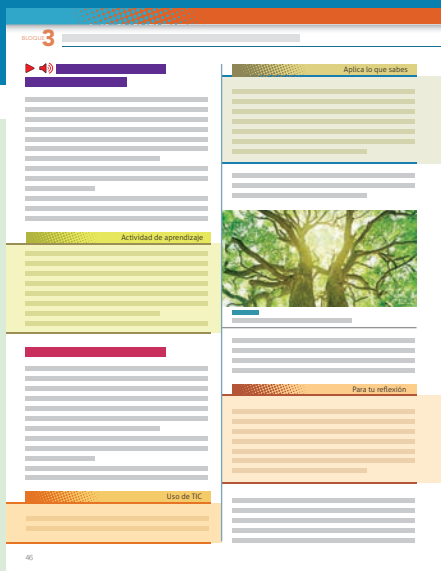 BLOQUE 3
Actividad de aprendizaje
Uso de TIC
Aplica lo que sabes
Para tu reflexión
46